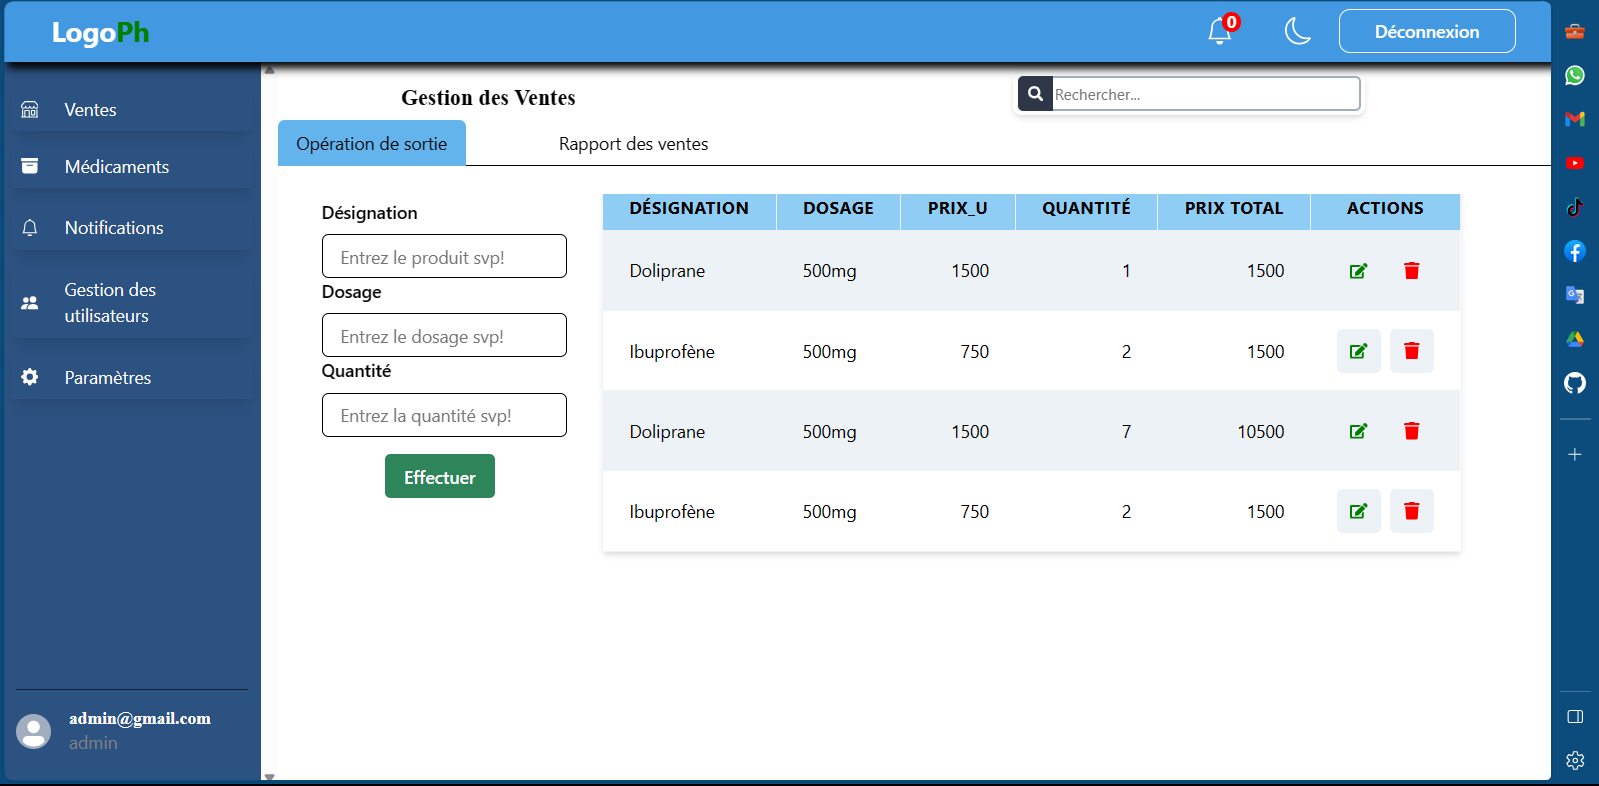 LogoPh
0
Déconnexion
Ventes
Médicaments
Notifications
Gestion des
utilisateurs
Paramètres
admin@gmail.com
admin
Gestion des Ventes
Rechercher...
Opération de sortie
Rapport des ventes
Désignation
Entrez le produit svp!
Dosage
Entrez le dosage svp!
Quantité
Entrez la quantité svp!
Effectuer
DÉSIGNATION DOSAGE PRIX_U QUANTITÉ PRIX TOTAL ACTIONS
Doliprane 500mg 1500 1 1500
Ibuprofène 500mg 750 2 1500
Doliprane 500mg 1500 7 10500
Ibuprofène 500mg 750 2 1500